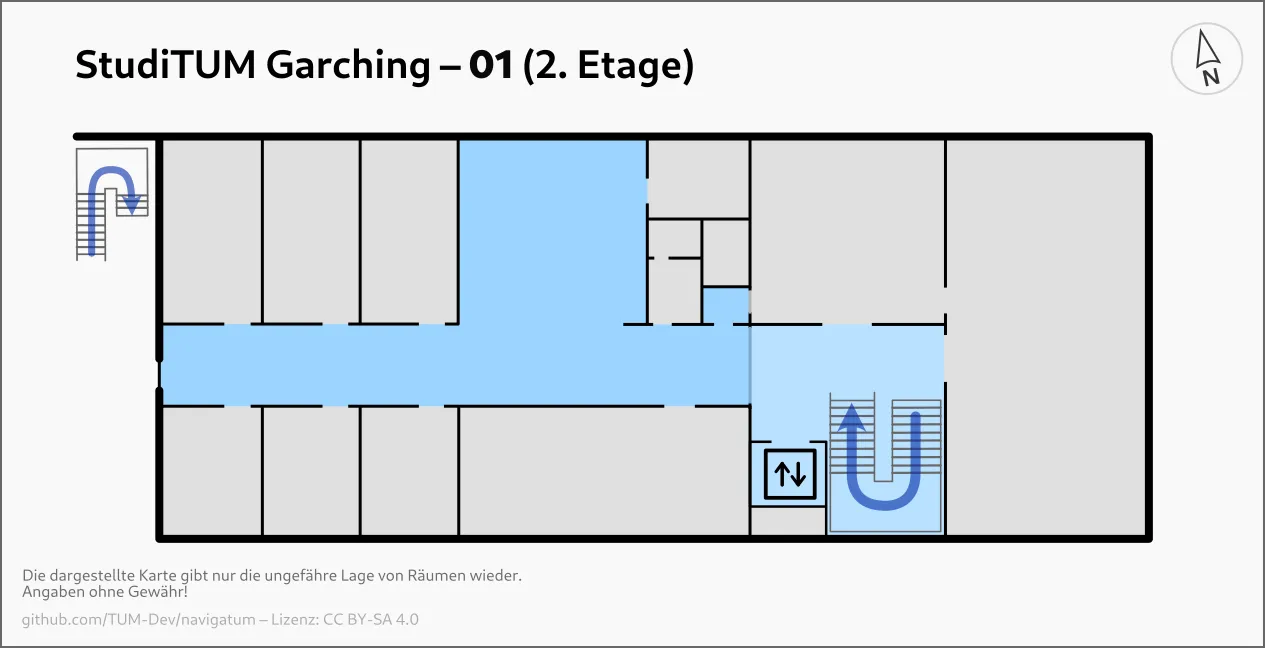 StudiTUM Garching – 01 (2. Etage)
N
Die dargestellte Karte gibt nur die ungefähre Lage von Räumen wieder.
Angaben ohne Gewähr!
github.com/TUM-Dev/navigatum – Lizenz: CC BY-SA 4.0